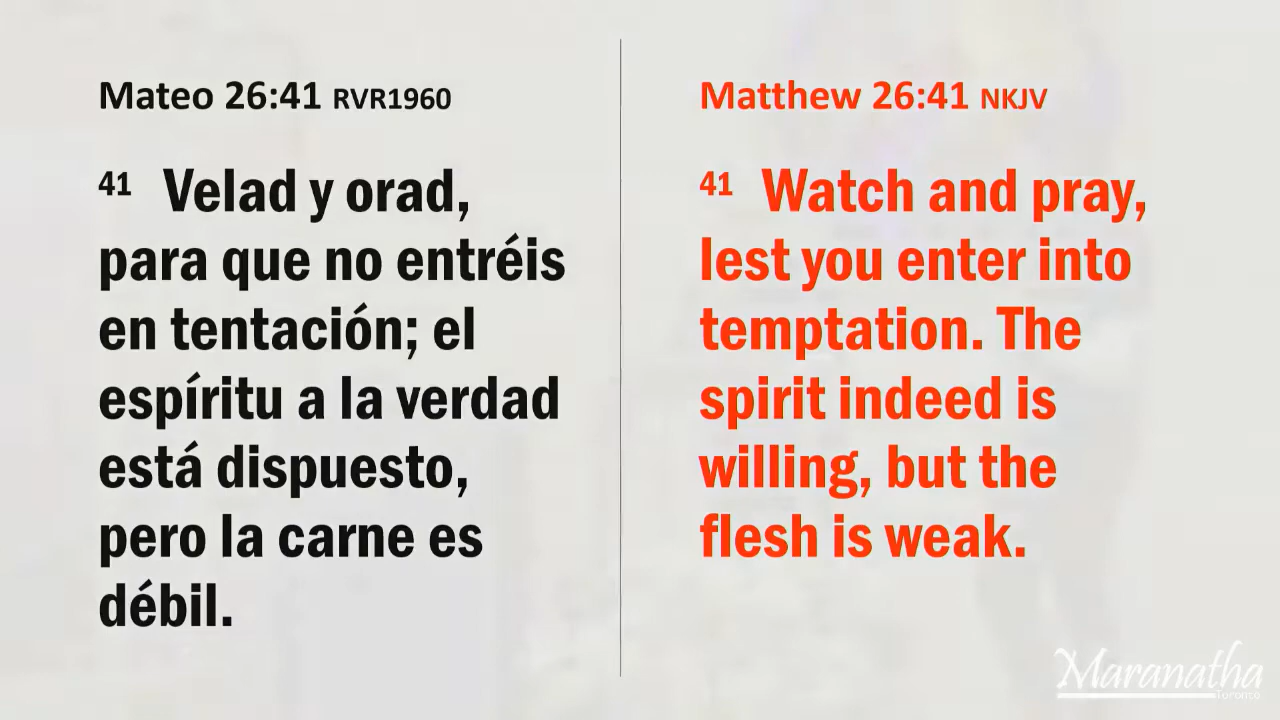 Mateo 26:41 RVR1960
41 Velad y orad,
para que no entréis
en tentación; el
espíritu a la verdad
está dispuesto,
pero la carne es
débil.
Matthew 26:41 NKJV
41 Watch and pray,
lest you enter into
temptation. The
spirit indeed is
willing, but the
flesh is weak.
Maranatha
Toronto